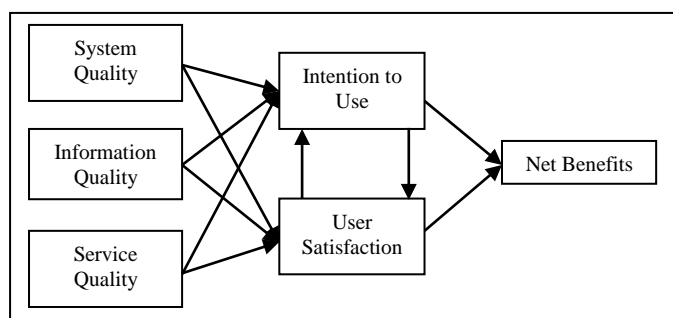 System
Quality
Information
Quality
Service
Quality
Intention to
Use
User
Satisfaction
Net Benefits